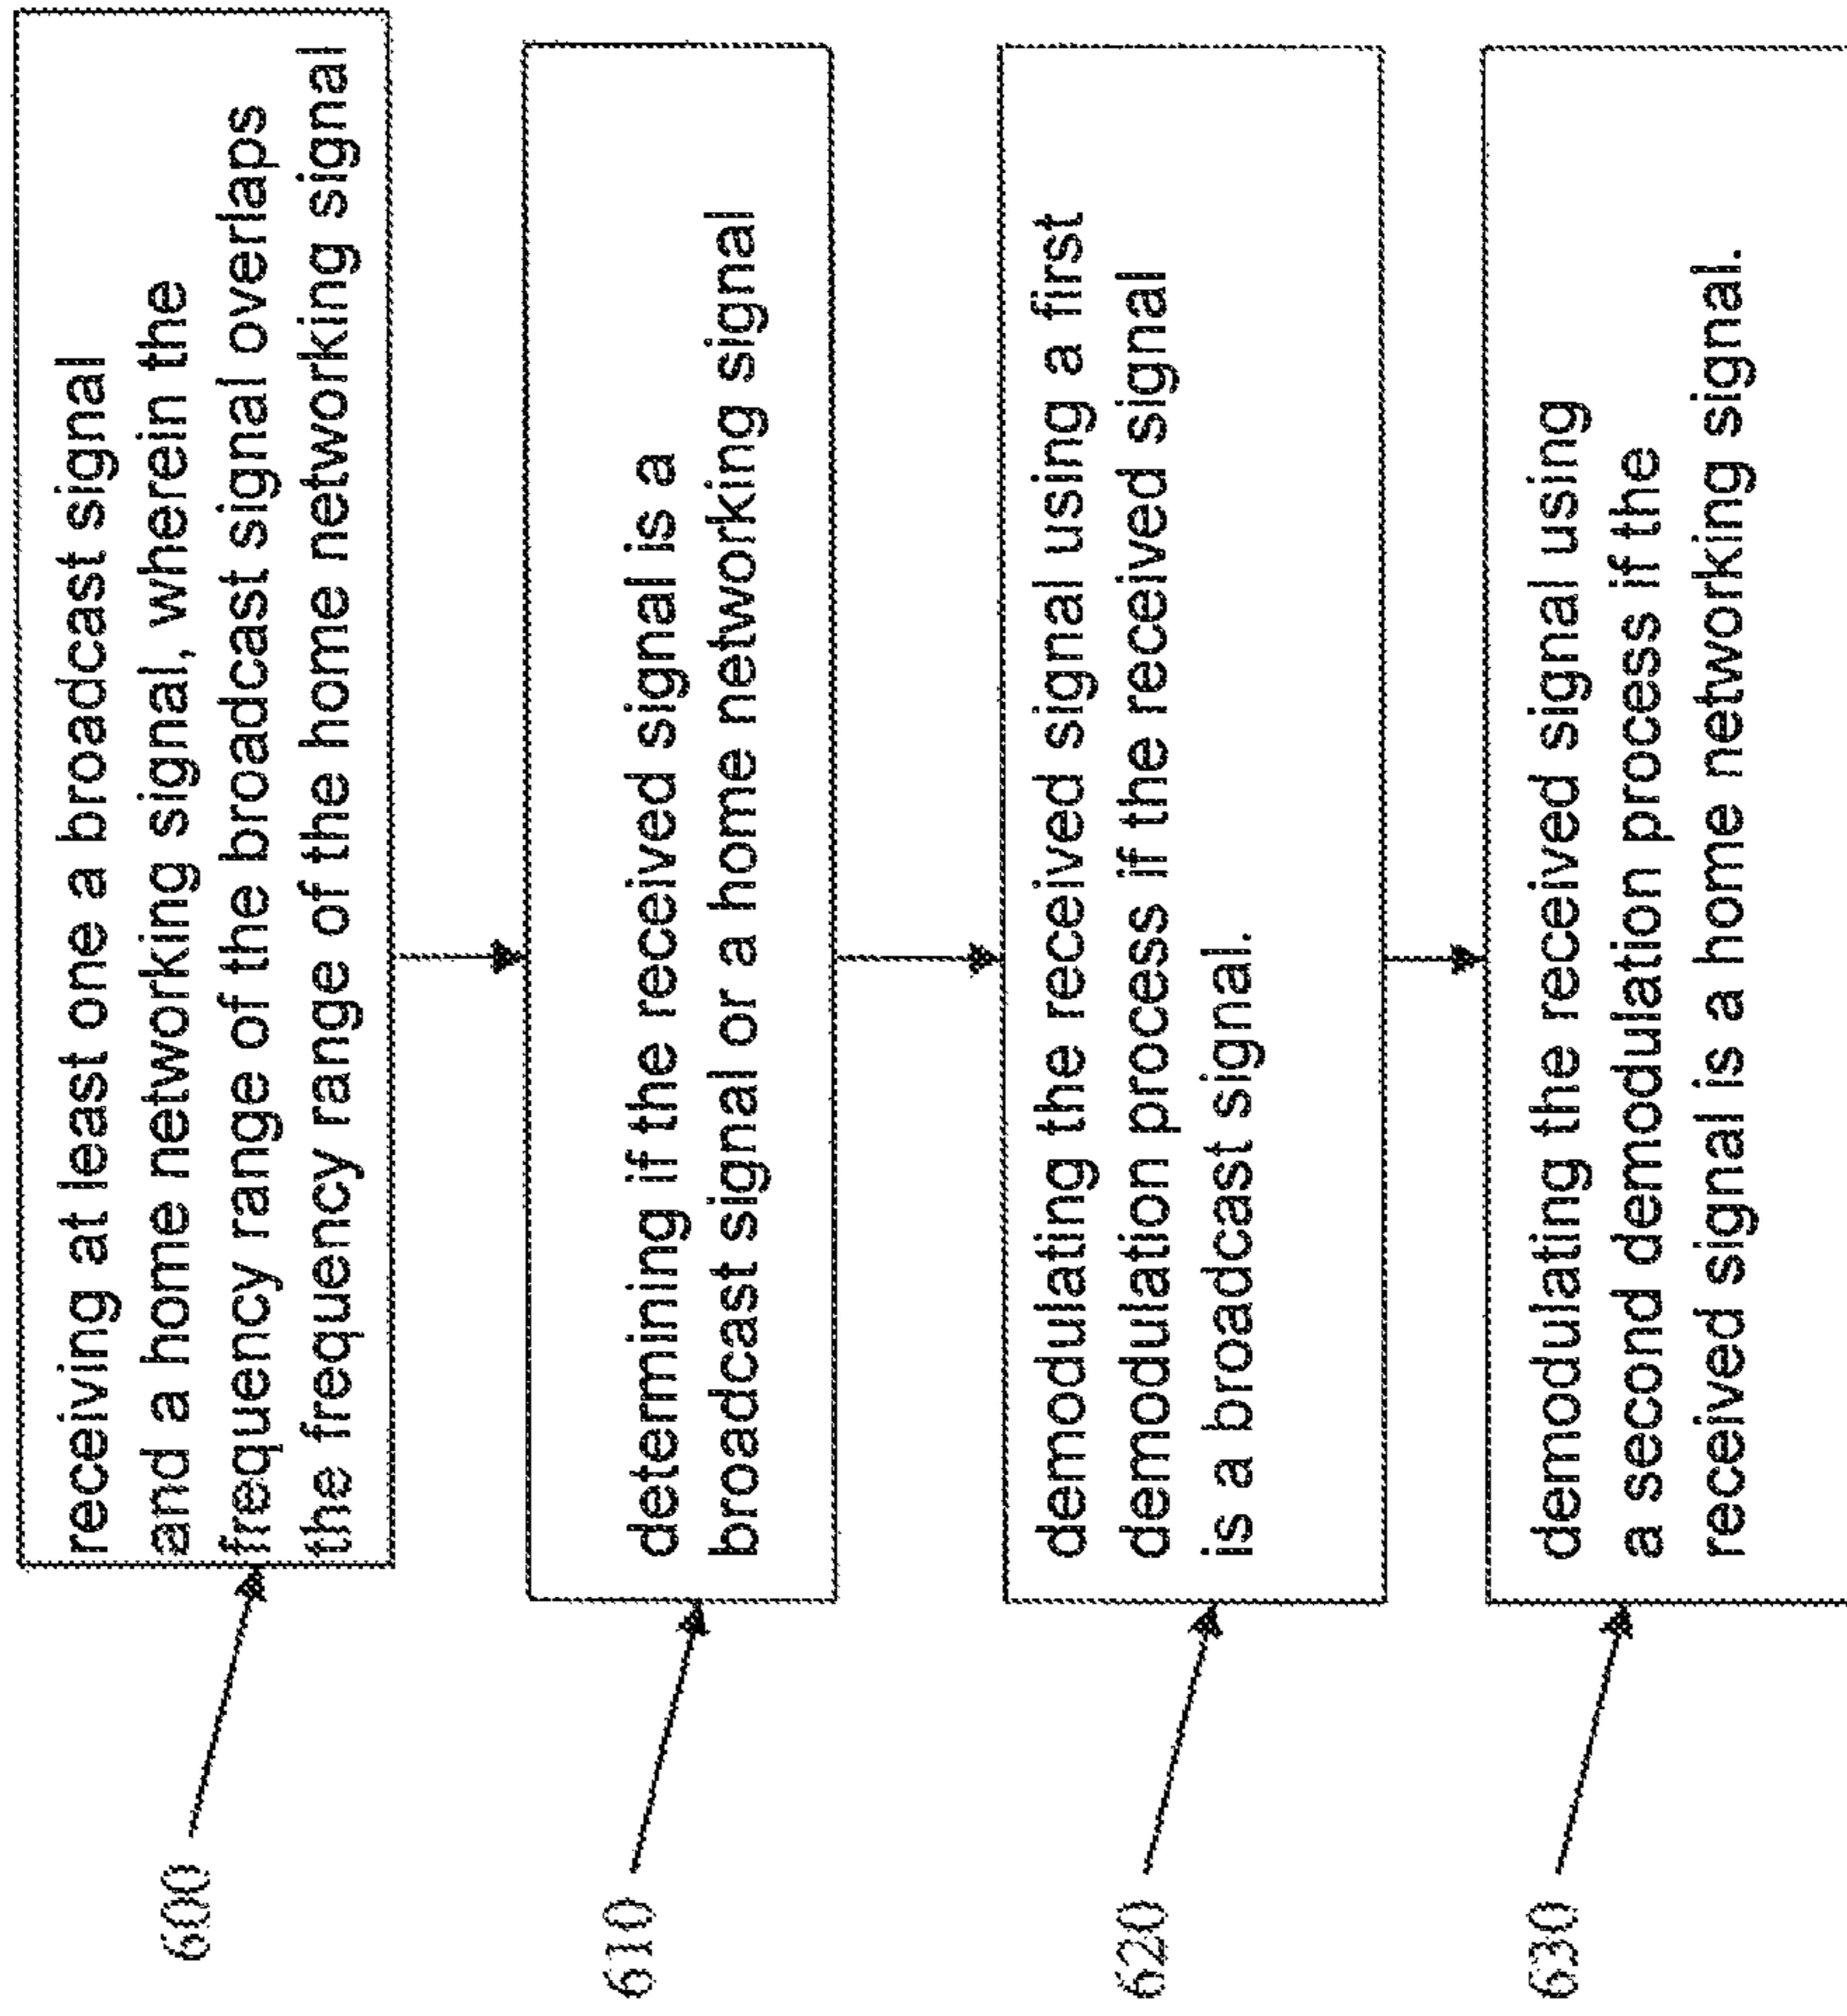 600
receiving at least one a broadcast signal
and a home networking signal, wherein the
frequency range of the broadcast signal overlaps
the frequency range of the home networking signal
610
determining if the received signal is a
broadcast signal or a home networking signal
620
demodulating the received signal using a first
demodulation process if the received signal
is a broadcast signal.
630
demodulating the received signal using
a second demodulation process if the
received signal is a home networking signal.